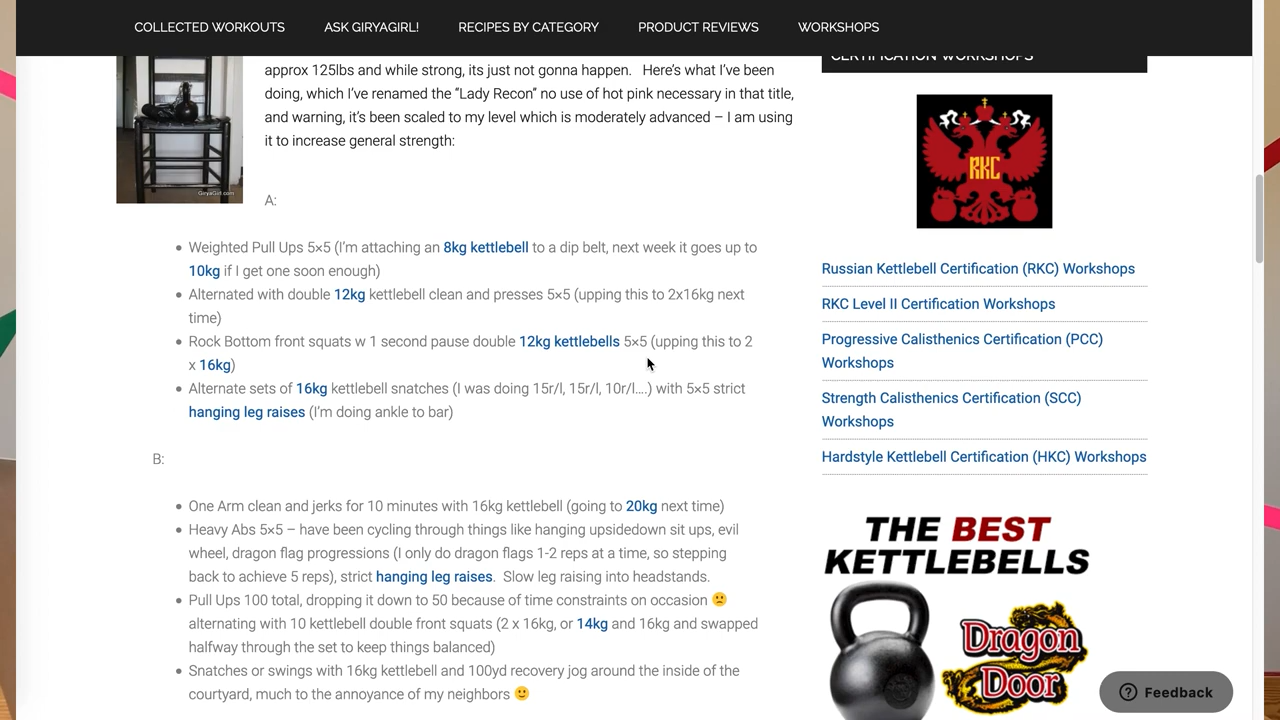 COLLECTED WORKOUTS
ASK GIRYAGIRL!
RECIPES BY CATEGORY
PRODUCT REVIEWS
WORKSHOPS
approx 125lbs and while strong, its just not gonna happen. Here’s what I’ve been
doing, which I’ve renamed the “Lady Recon” no use of hot pink necessary in that title,
and warning, it’s been scaled to my level which is moderately advanced – I am using
it to increase general strength:
GiryaGirl.com
A:
Weighted Pull Ups 5×5 (I’m attaching an 8kg kettlebell to a dip belt, next week it goes up to
10kg if I get one soon enough)
Alternated with double 12kg kettlebell clean and presses 5×5 (upping this to 2x16kg next
time)
Rock Bottom front squats w 1 second pause double 12kg kettlebells 5×5 (upping this to 2
x 16kg)
Alternate sets of 16kg kettlebell snatches (I was doing 15r/l, 15r/l, 10r/l….) with 5×5 strict
hanging leg raises (I’m doing ankle to bar)
B:
One Arm clean and jerks for 10 minutes with 16kg kettlebell (going to 20kg next time)
Heavy Abs 5×5 – have been cycling through things like hanging upsidedown sit ups, evil
wheel, dragon flag progressions (I only do dragon flags 1-2 reps at a time, so stepping
back to achieve 5 reps), strict hanging leg raises. Slow leg raising into headstands.
Pull Ups 100 total, dropping it down to 50 because of time constraints on occasion 🙁
alternating with 10 kettlebell double front squats (2 x 16kg, or 14kg and 16kg and swapped
halfway through the set to keep things balanced)
Snatches or swings with 16kg kettlebell and 100yd recovery jog around the inside of the
courtyard, much to the annoyance of my neighbors 🙂
CERTIFICATION WORKSHOPS
RKC
Russian Kettlebell Certification (RKC) Workshops
RKC Level II Certification Workshops
Progressive Calisthenics Certification (PCC)
Workshops
Strength Calisthenics Certification (SCC)
Workshops
Hardstyle Kettlebell Certification (HKC) Workshops
THE BEST
KETTLEBELLS
Dragon
Door
Feedback